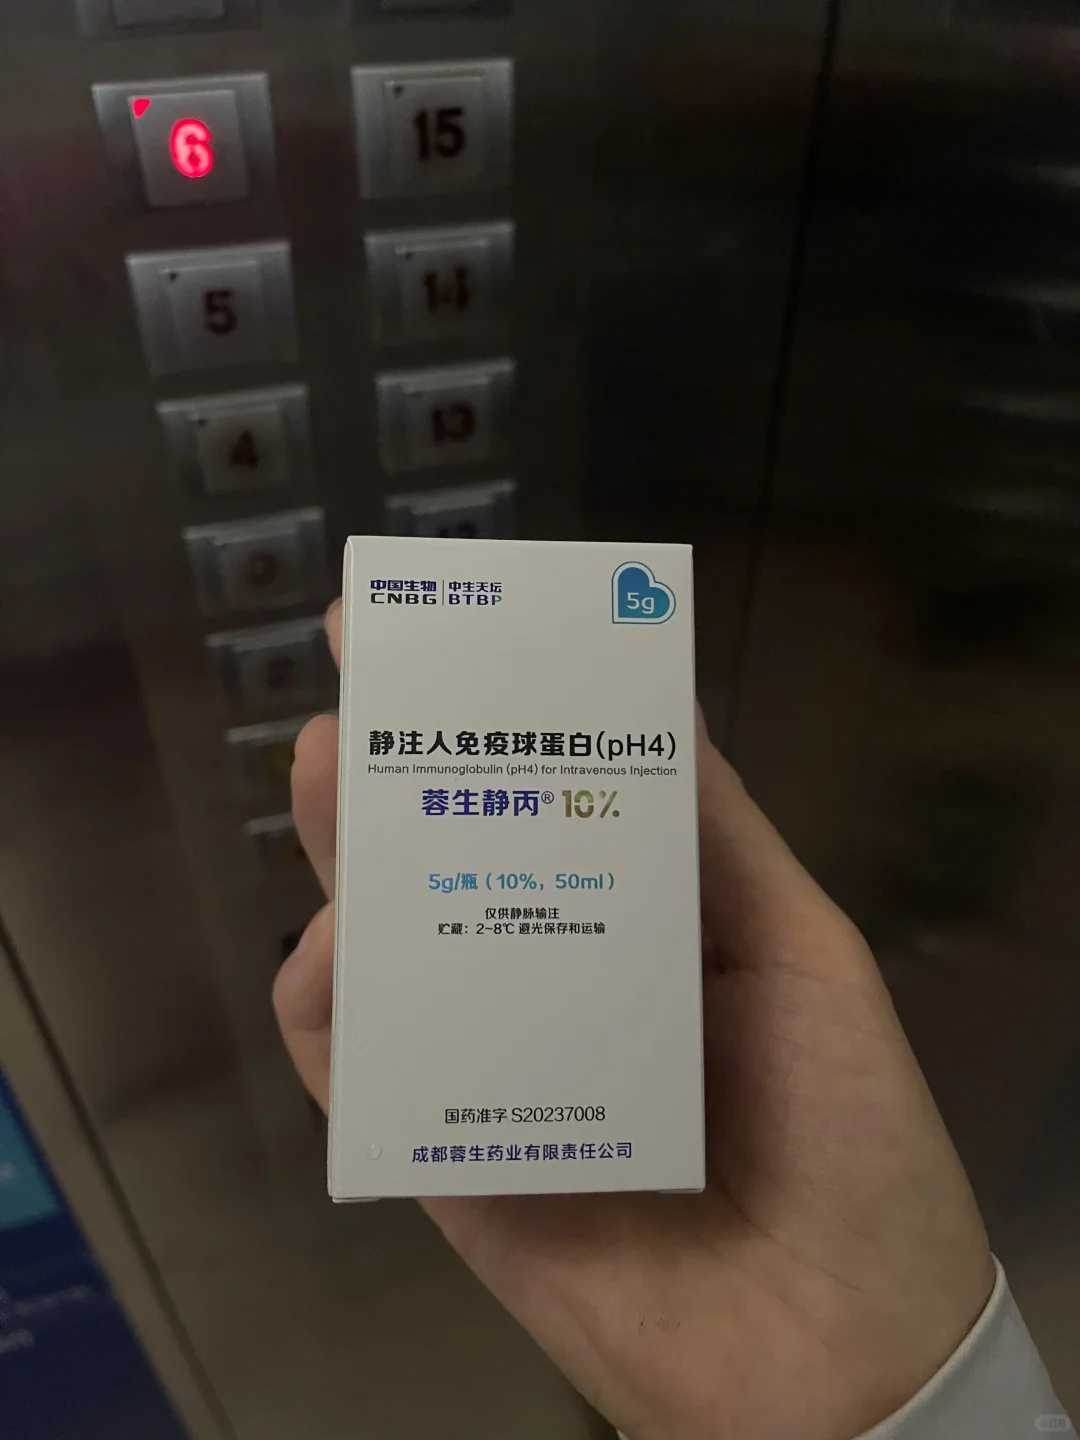 6
15
5
14
4
13
中国生物 中生天坛
CNBG BTBP
5g
静注人免疫球蛋白(pH4)
Human Immunoglobulin (pH4) for Intravenous Injection
蓉生静丙® 10%
5g/瓶（10%，50ml）
仅供静脉输注
贮藏：2~8℃ 避光保存和运输
国药准字 S20237008
成都蓉生药业有限责任公司